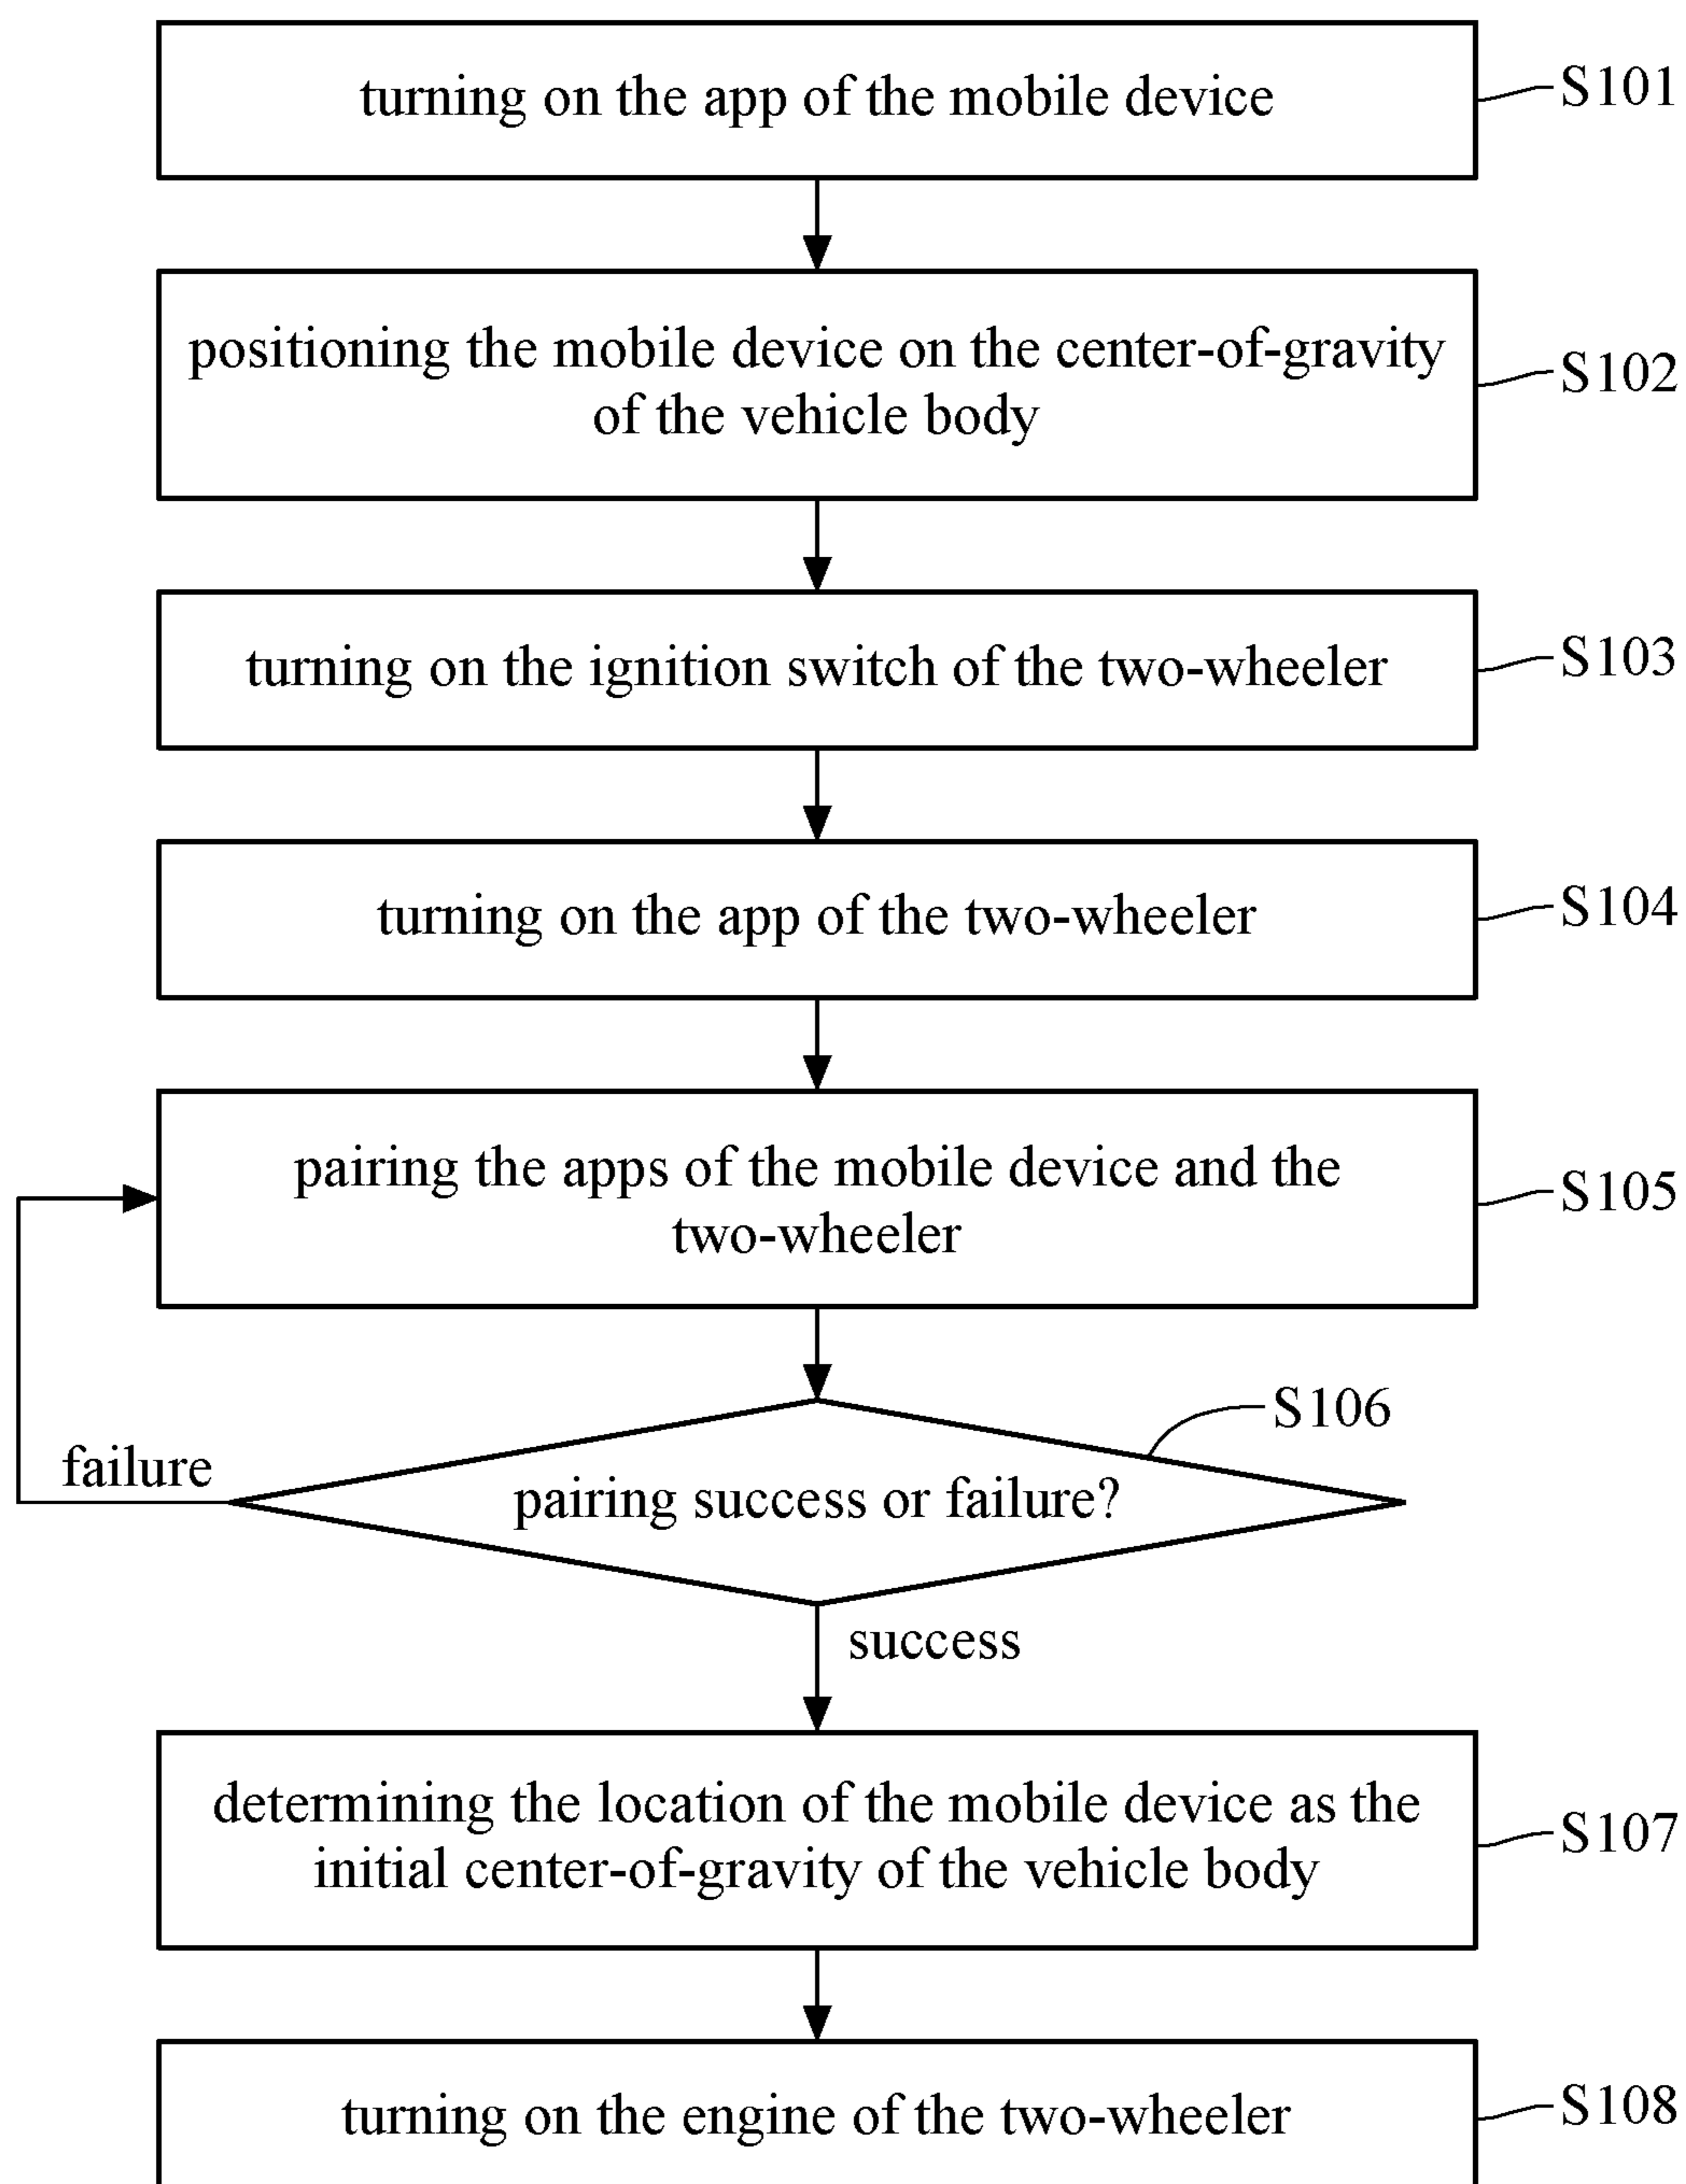 turning on the app of the mobile device
S101
positioning the mobile device on the center-of-gravity
of the vehicle body
S102
turning on the ignition switch of the two-wheeler
S103
turning on the app of the two-wheeler
S104
pairing the apps of the mobile device and the
two-wheeler
S105
S106
failure
pairing success or failure?
success
determining the location of the mobile device as the
initial center-of-gravity of the vehicle body
S107
turning on the engine of the two-wheeler
S108